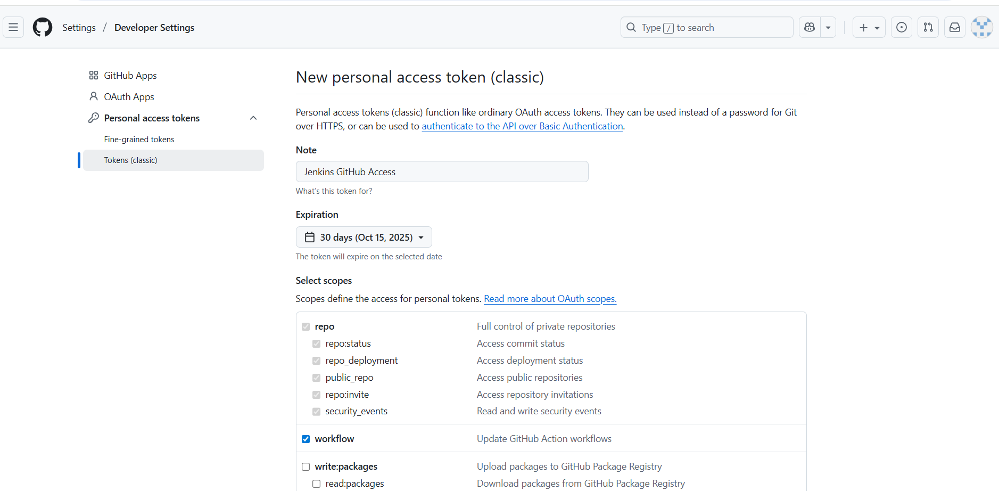 Settings / Developer Settings
Type / to search
GitHub Apps
OAuth Apps
Personal access tokens
Fine-grained tokens
Tokens (classic)
New personal access token (classic)
Personal access tokens (classic) function like ordinary OAuth access tokens. They can be used instead of a password for Git
over HTTPS, or can be used to authenticate to the API over Basic Authentication.
Note
Jenkins GitHub Access
What's this token for?
Expiration
30 days (Oct 15, 2025)
The token will expire on the selected date
Select scopes
Scopes define the access for personal tokens. Read more about OAuth scopes.
repo Full control of private repositories
repo:status Access commit status
repo_deployment Access deployment status
public_repo Access public repositories
repo:invite Access repository invitations
security_events Read and write security events
workflow Update GitHub Action workflows
write:packages Upload packages to GitHub Package Registry
read:packages Download packages from GitHub Package Registry